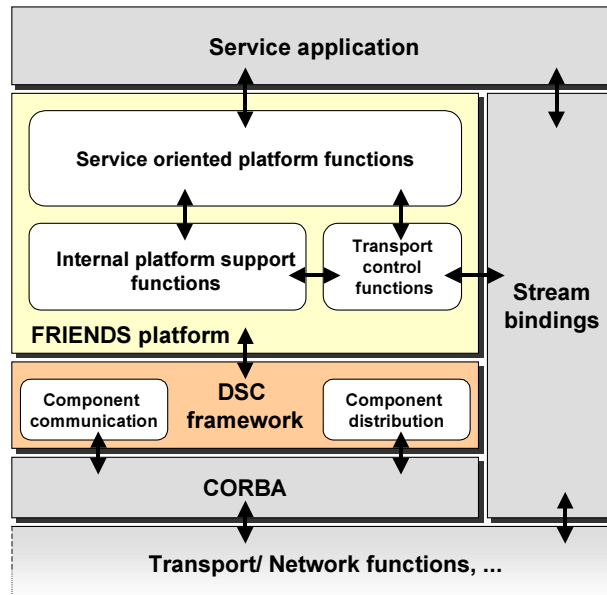 Service application
Service oriented platform functions
Internal platform support
functions
Transport
control
functions
Stream
bindings
FRIENDS platform
DSC
framework
Component
communication
Component
distribution
CORBA
Transport/ Network functions, ...